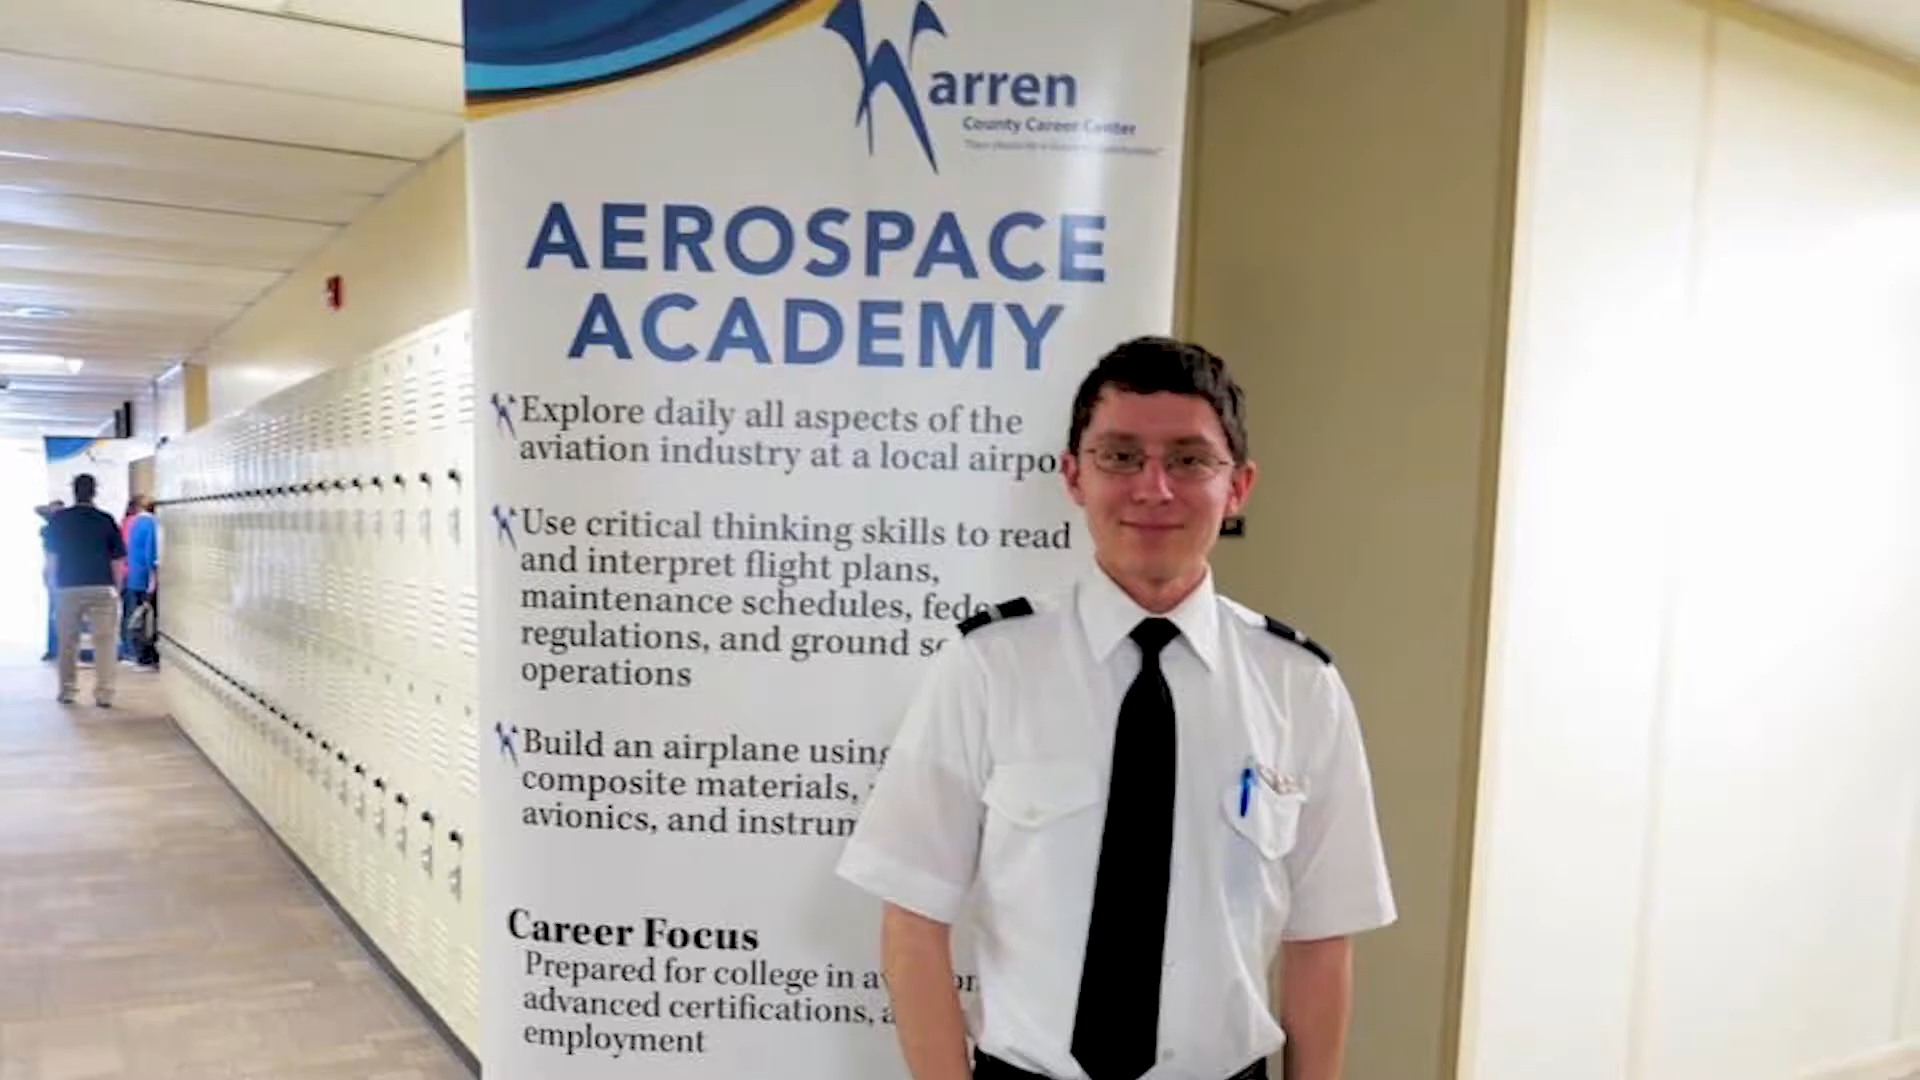 Warren
County Career Center
AEROSPACE
ACADEMY
Explore daily all aspects of the
aviation industry at a local airpo
Use critical thinking skills to read
and interpret flight plans,
maintenance schedules, fede
regulations, and ground
operations
Build an airplane using
composite materials,
avionics, and instrum
Career Focus
Prepared for college in
advanced certifications,
employment